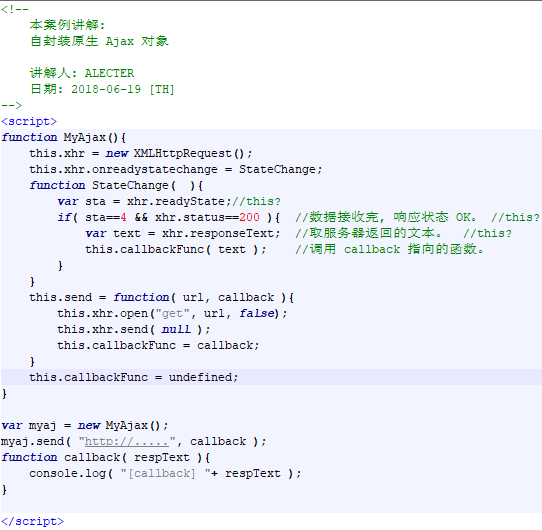 <!--
本案例讲解:
自封装原生 Ajax 对象
讲解人: ALECTER
日期: 2018-06-19 [TH]
-->
<script>
function MyAjax(){
this.xhr = new XMLHttpRequest();
this.xhr.onreadystatechange = StateChange;
function StateChange(  ){
var sta = xhr.readyState;//this?
if( sta==4 && xhr.status==200 ){  //数据接收完, 响应状态 OK。 //this?
var text = xhr.responseText;  //取服务器返回的文本。  //this?
this.callbackFunc( text );    //调用 callback 指向的函数。
}
}
this.send = function( url, callback ){
this.xhr.open("get", url, false);
this.xhr.send( null );
this.callbackFunc = callback;
}
this.callbackFunc = undefined;
}
var myaj = new MyAjax();
myaj.send( "http://.....", callback );
function callback( respText ){
console.log( "[callback] "+ respText );
}
</script>